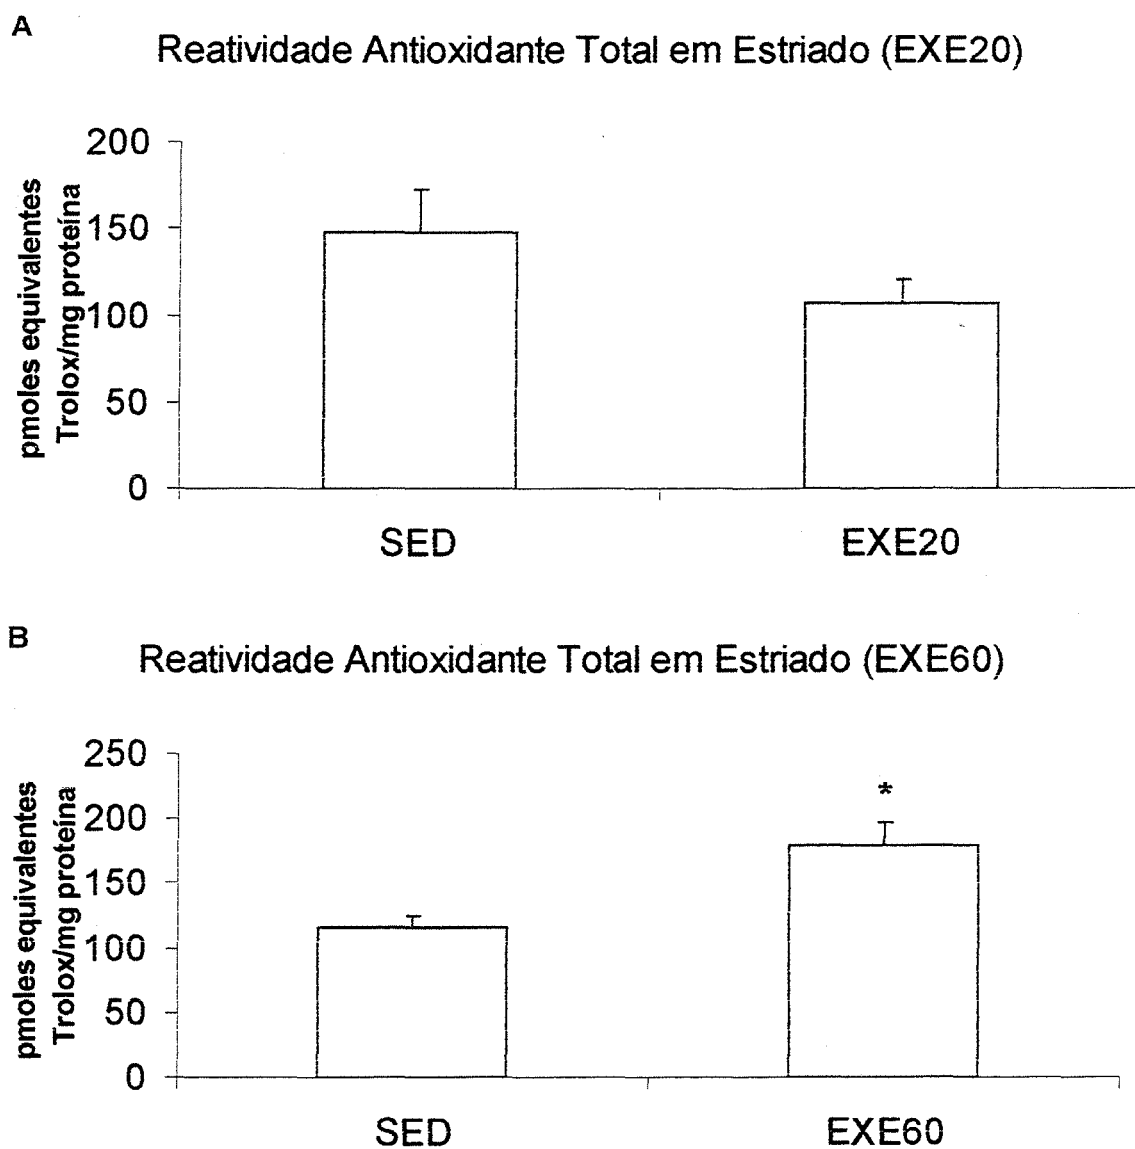 A
Reatividade Antioxidante Total em Estriado (EXE20)
pmoles equivalentes
Trolox/mg proteína
200
150
100
50
0
SED
EXE20
B
Reatividade Antioxidante Total em Estriado (EXE60)
pmoles equivalentes
Trolox/mg proteína
250
200
150
100
50
0
*
SED
EXE60